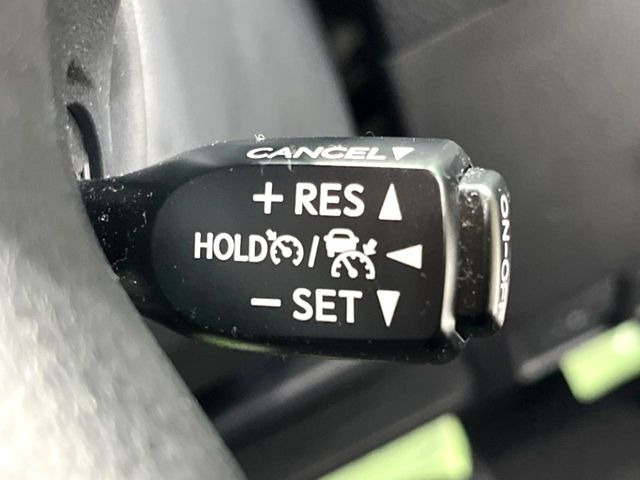 CANCEL
+ RES
HOLD /
− SET
ON-OFF